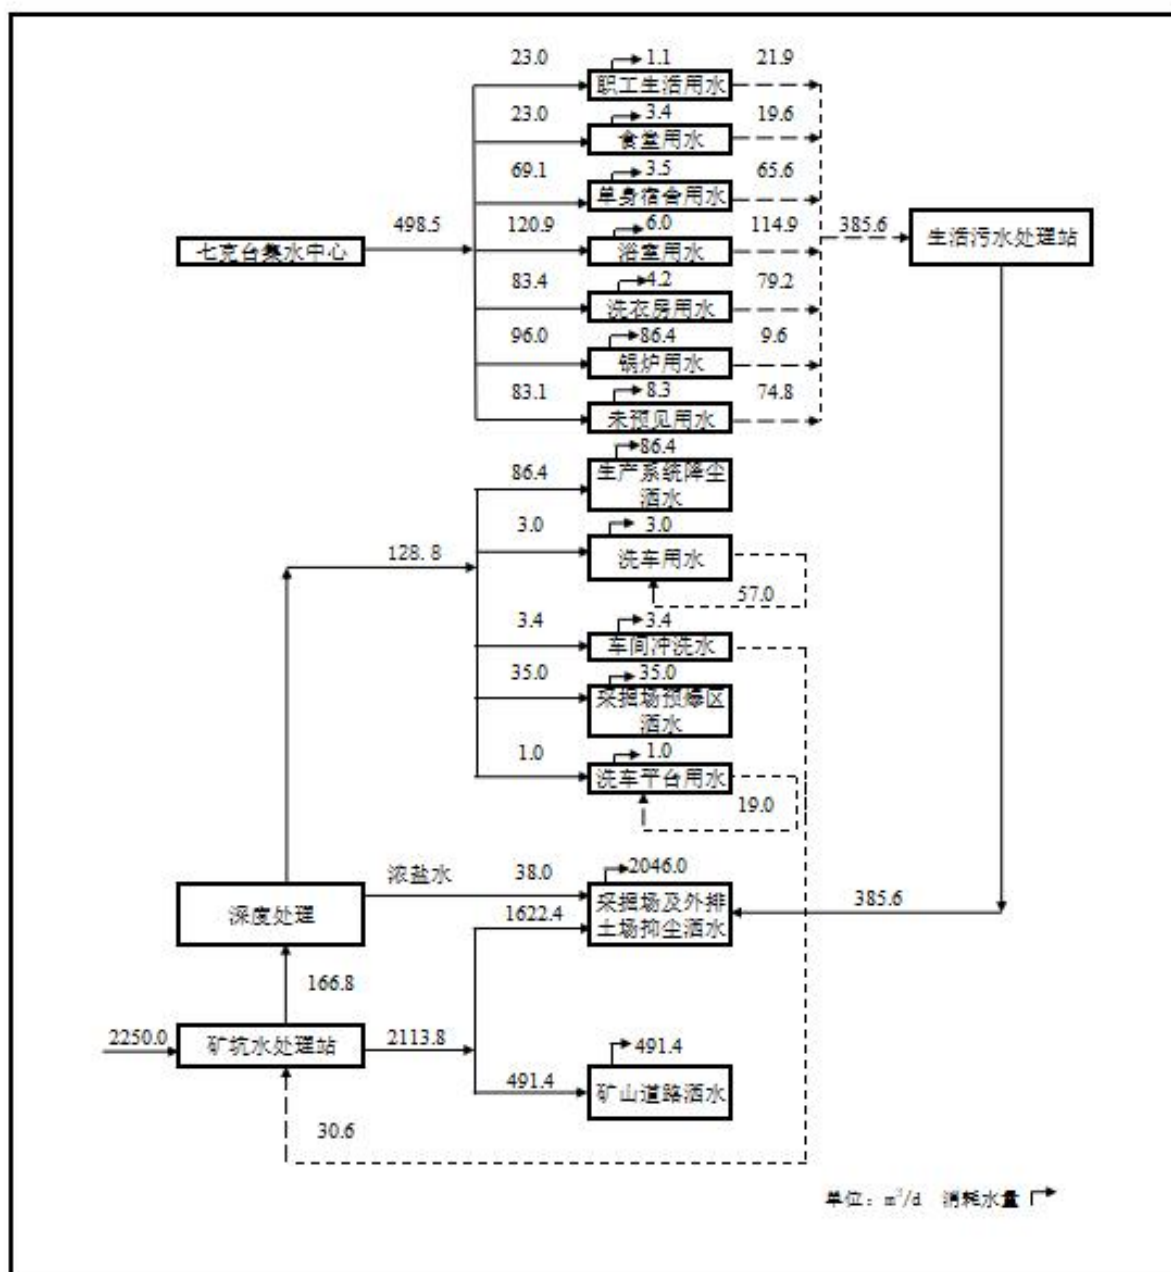 23.0
1.1
21.9
职工生活用水
23.0
3.4
19.6
食堂用水
69.1
3.5
65.6
单身宿舍用水
七克台集水中心
498.5
120.9
6.0
114.9
浴室用水
385.6
生活污水处理站
83.4
4.2
79.2
洗衣房用水
96.0
86.4
9.6
锅炉用水
83.1
8.3
74.8
未预见用水
86.4
86.4
生产系统降尘
洒水
3.0
3.0
洗车用水
128.8
57.0
3.4
3.4
车间冲洗水
35.0
35.0
采掘场预爆区
洒水
1.0
1.0
洗车平台用水
19.0
深度处理
浓盐水
38.0
2046.0
采掘场及外排
土场抑尘洒水
1622.4
385.6
166.8
2250.0
矿坑水处理站
2113.8
491.4
491.4
矿山道路洒水
30.6
单位：m³/d 消耗水量